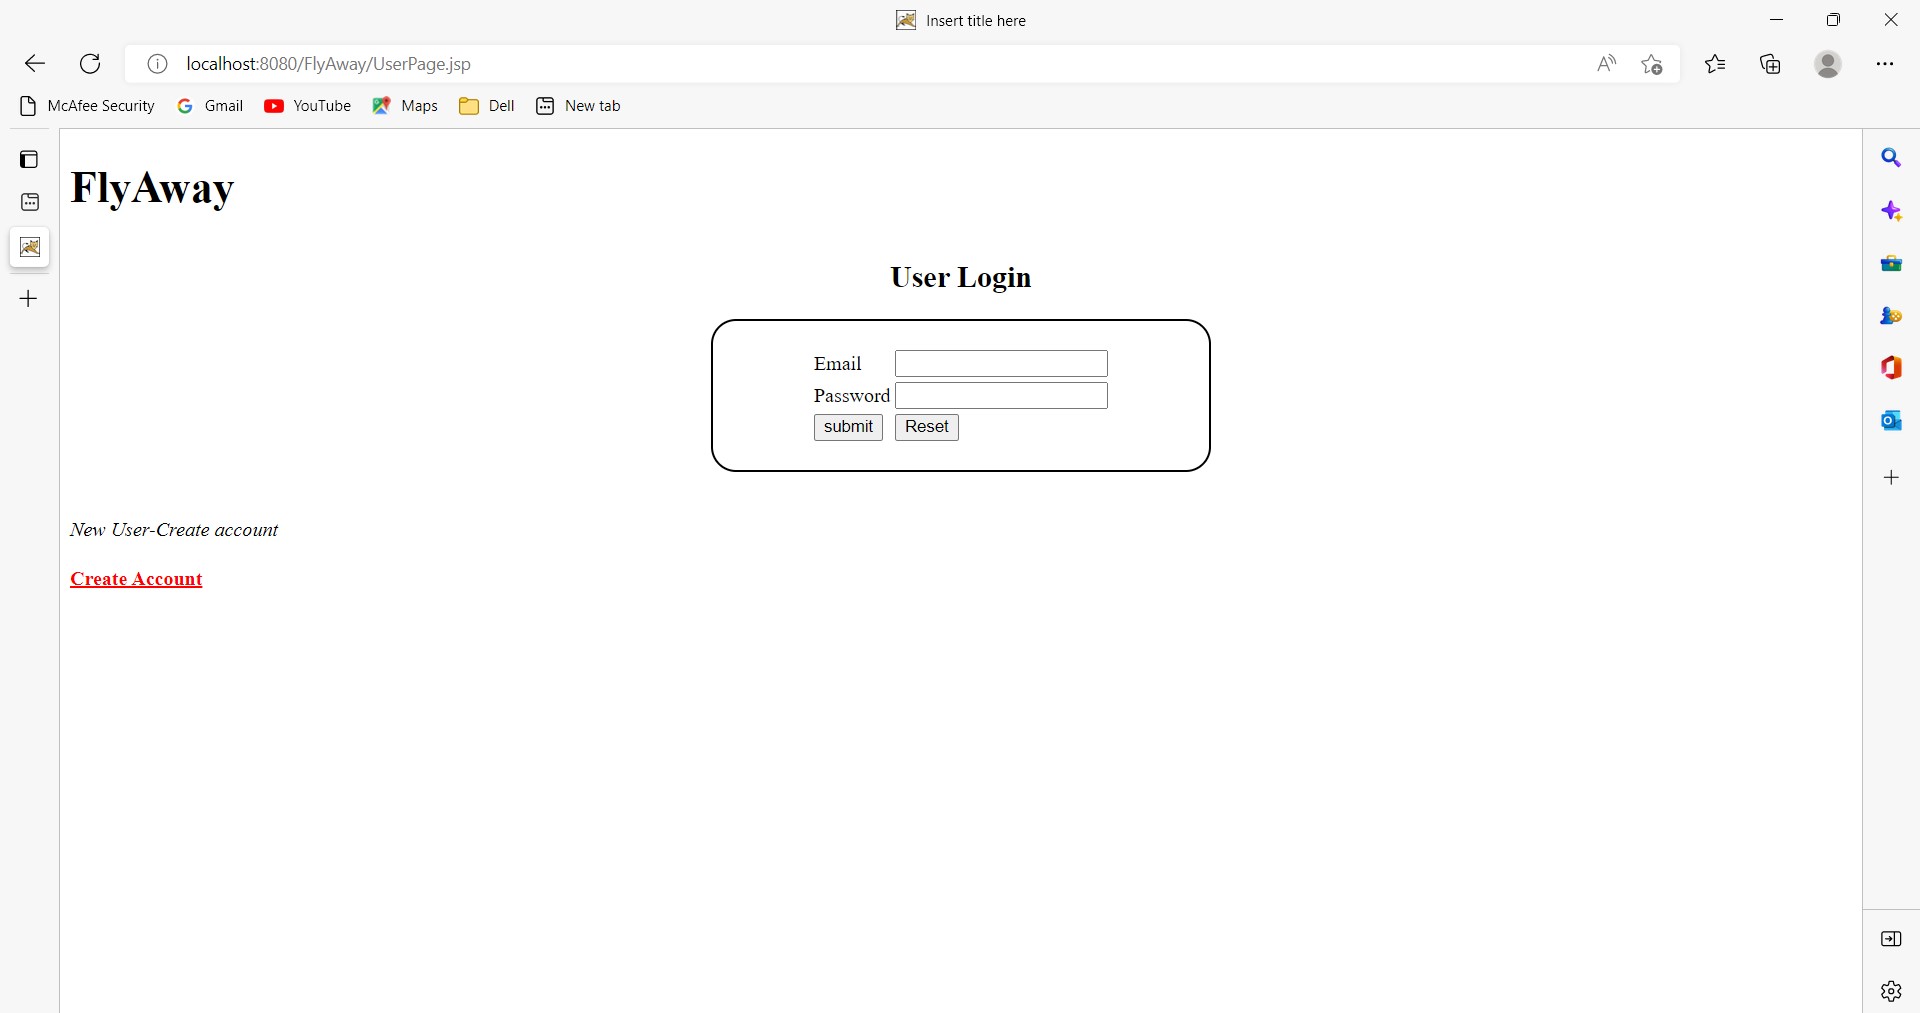 Insert title here
localhost:8080/FlyAway/UserPage.jsp
McAfee Security Gmail YouTube Maps Dell New tab
FlyAway
User Login
Email
Password
submit Reset
New User-Create account
Create Account